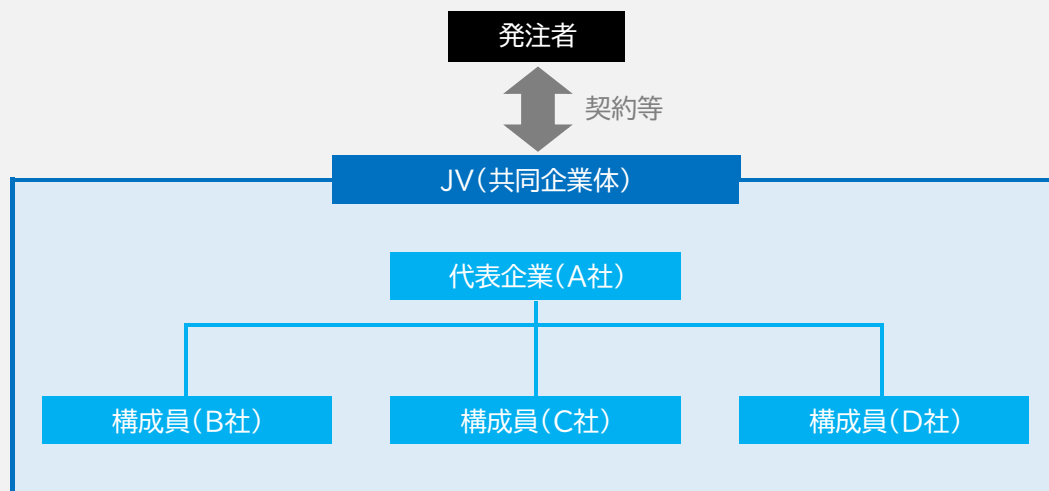 発注者
契約等
JV(共同企業体)
代表企業(A社)
構成員(B社)
構成員(C社)
構成員(D社)